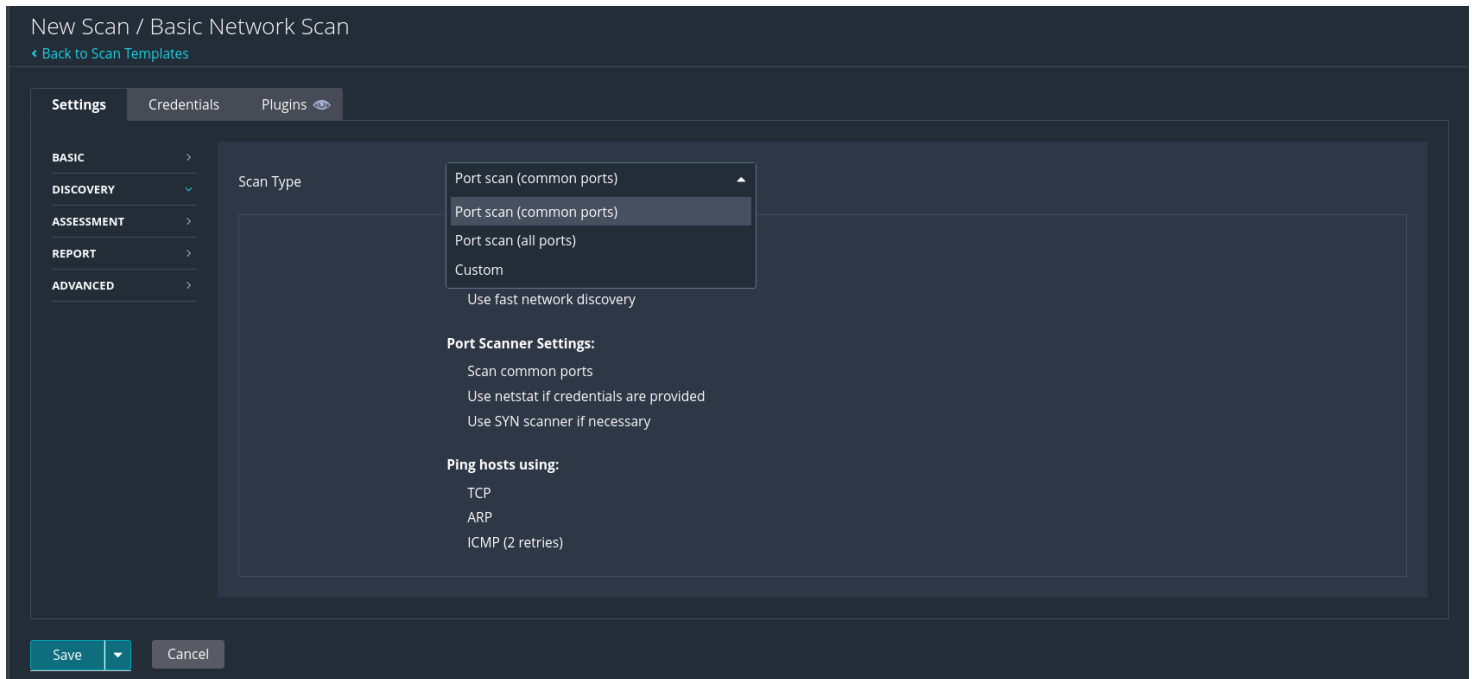 New Scan / Basic Network Scan
‹ Back to Scan Templates
Settings Credentials Plugins
BASIC
DISCOVERY
ASSESSMENT
REPORT
ADVANCED
Scan Type
Port scan (common ports)
Port scan (common ports)
Port scan (all ports)
Custom
Use fast network discovery
Port Scanner Settings:
Scan common ports
Use netstat if credentials are provided
Use SYN scanner if necessary
Ping hosts using:
TCP
ARP
ICMP (2 retries)
Save Cancel